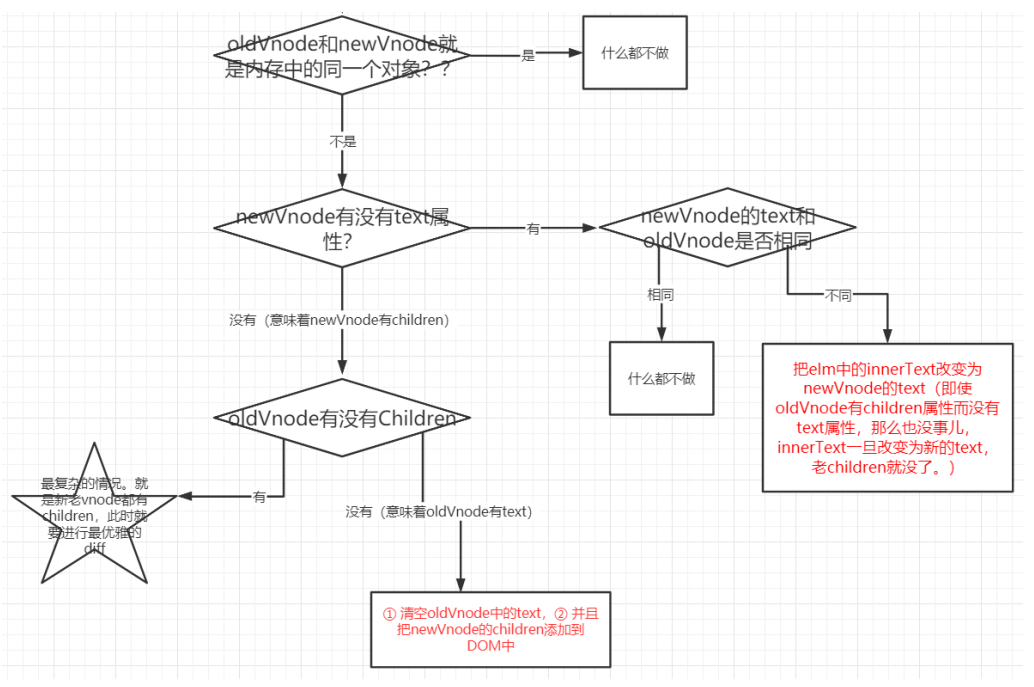 oldVnode和newVnode就
是内存中的同一个对象？？
是
什么都不做
不是
newVnode有没有text属
性？
有
newVnode的text和
oldVnode是否相同
相同
不同
没有（意味着newVnode有children）
什么都不做
把elm中的innerText改变为
newVnode的text（即使
oldVnode有children属性而没有
text属性，那么也没事儿，
innerText一旦改变为新的text，
老children就没了。）
oldVnode有没有Children
有
最复杂的情况。就
是新老vnode都有
children，此时就
要进行最优雅的
diff
没有（意味着oldVnode有text）
① 清空oldVnode中的text，② 并且
把newVnode的children添加到
DOM中